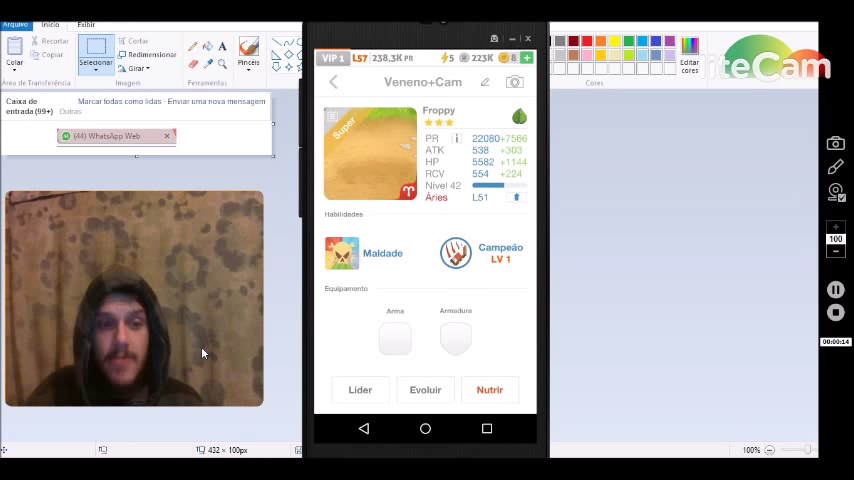 Arquivo
Início
Exibir
Colar
Recortar
Copiar
Selecionar
Cortar
Redimensionar
Girar
Pincéis
Editar
cores
Área de Transferência
Ferramentas
Cores
iteCam
Caixa de
entrada (99+)
Marcar todas como lidas · Enviar uma nova mensagem
Outras
(44) WhatsApp Web
VIP 1 L57 238,3K PR 5 223K 8 +
Veneno+Cam
Super
Froppy
PR i 22080+7566
ATK 538 +303
HP 5582 +1144
RCV 554 +224
Nível 42
Áries L51
Habilidades
Maldade
Campeão
LV 1
Equipamento
Arma
Armadura
Líder
Evoluir
Nutrir
100
00:00:14
432 × 100px
100%